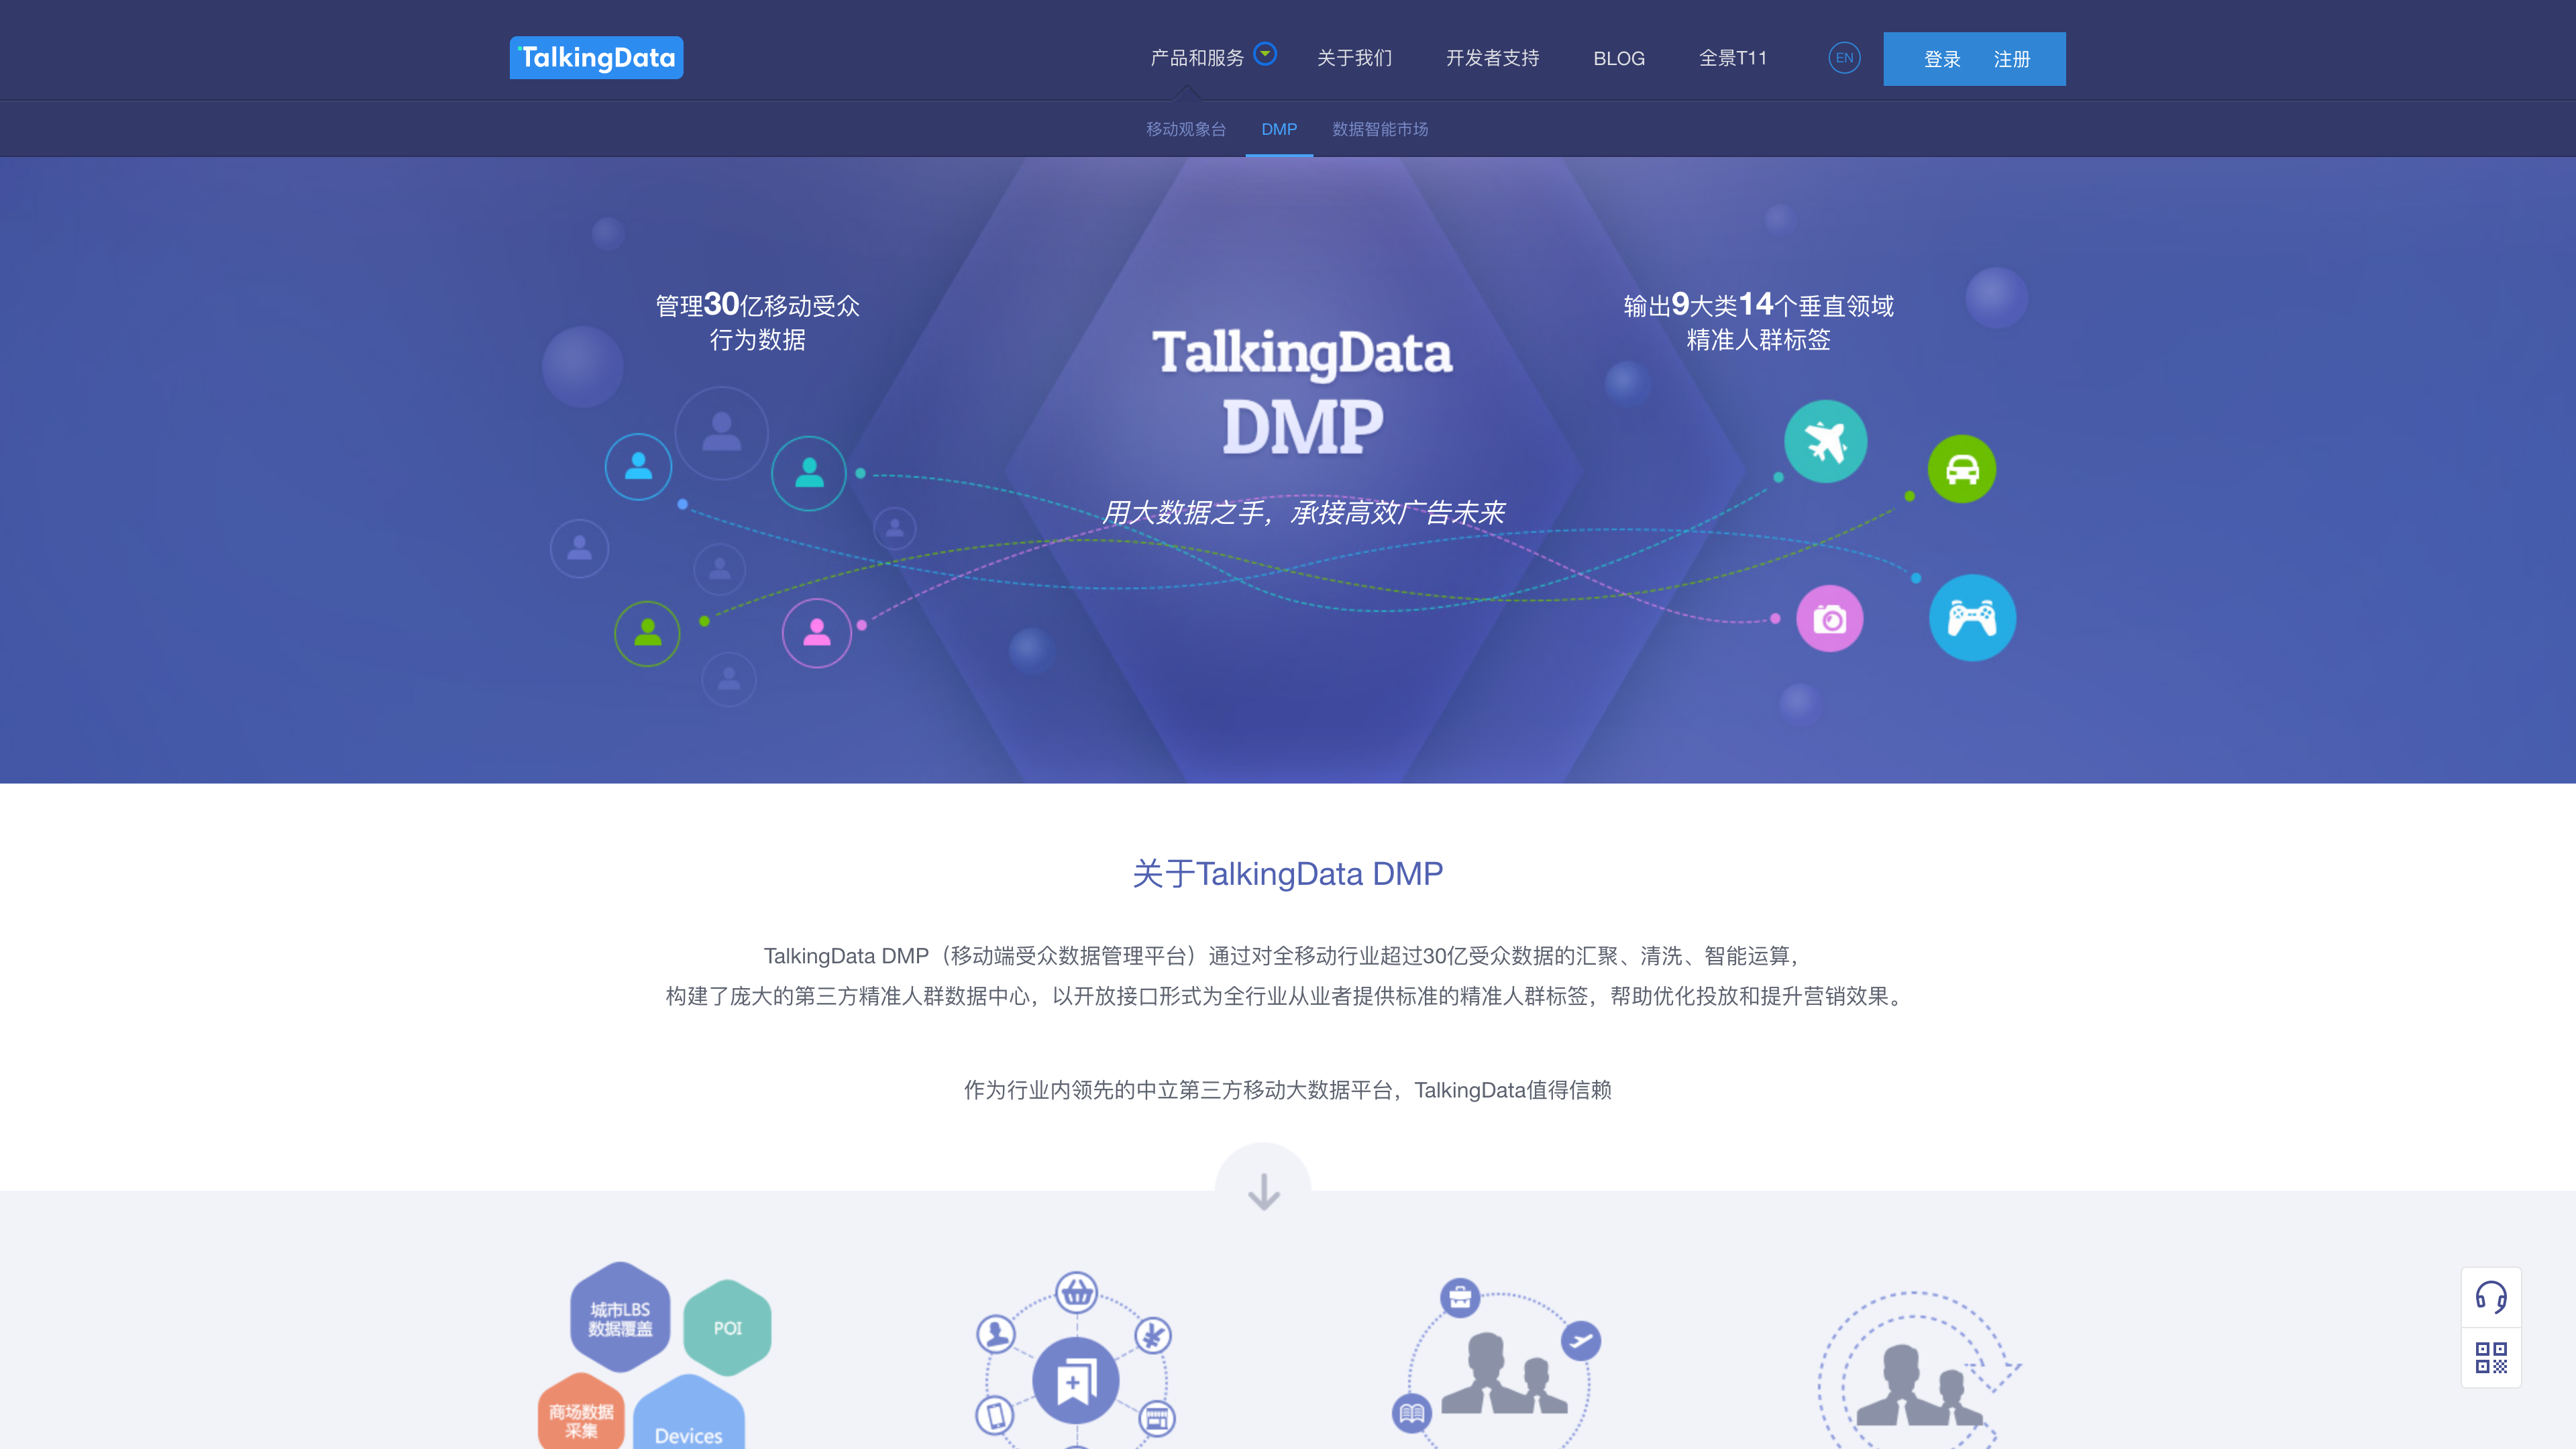 TalkingData
产品和服务
关于我们
开发者支持
BLOG
全景T11
EN
登录
注册
移动观象台
DMP
数据智能市场
管理30亿移动受众
行为数据
TalkingData
DMP
用大数据之手，承接高效广告未来
输出9大类14个垂直领域
精准人群标签
关于TalkingData DMP
TalkingData DMP（移动端受众数据管理平台）通过对全移动行业超过30亿受众数据的汇聚、清洗、智能运算，
构建了庞大的第三方精准人群数据中心，以开放接口形式为全行业从业者提供标准的精准人群标签，帮助优化投放和提升营销效果。
作为行业内领先的中立第三方移动大数据平台，TalkingData值得信赖
城市LBS
数据覆盖
POI
商场数据
采集
Devices